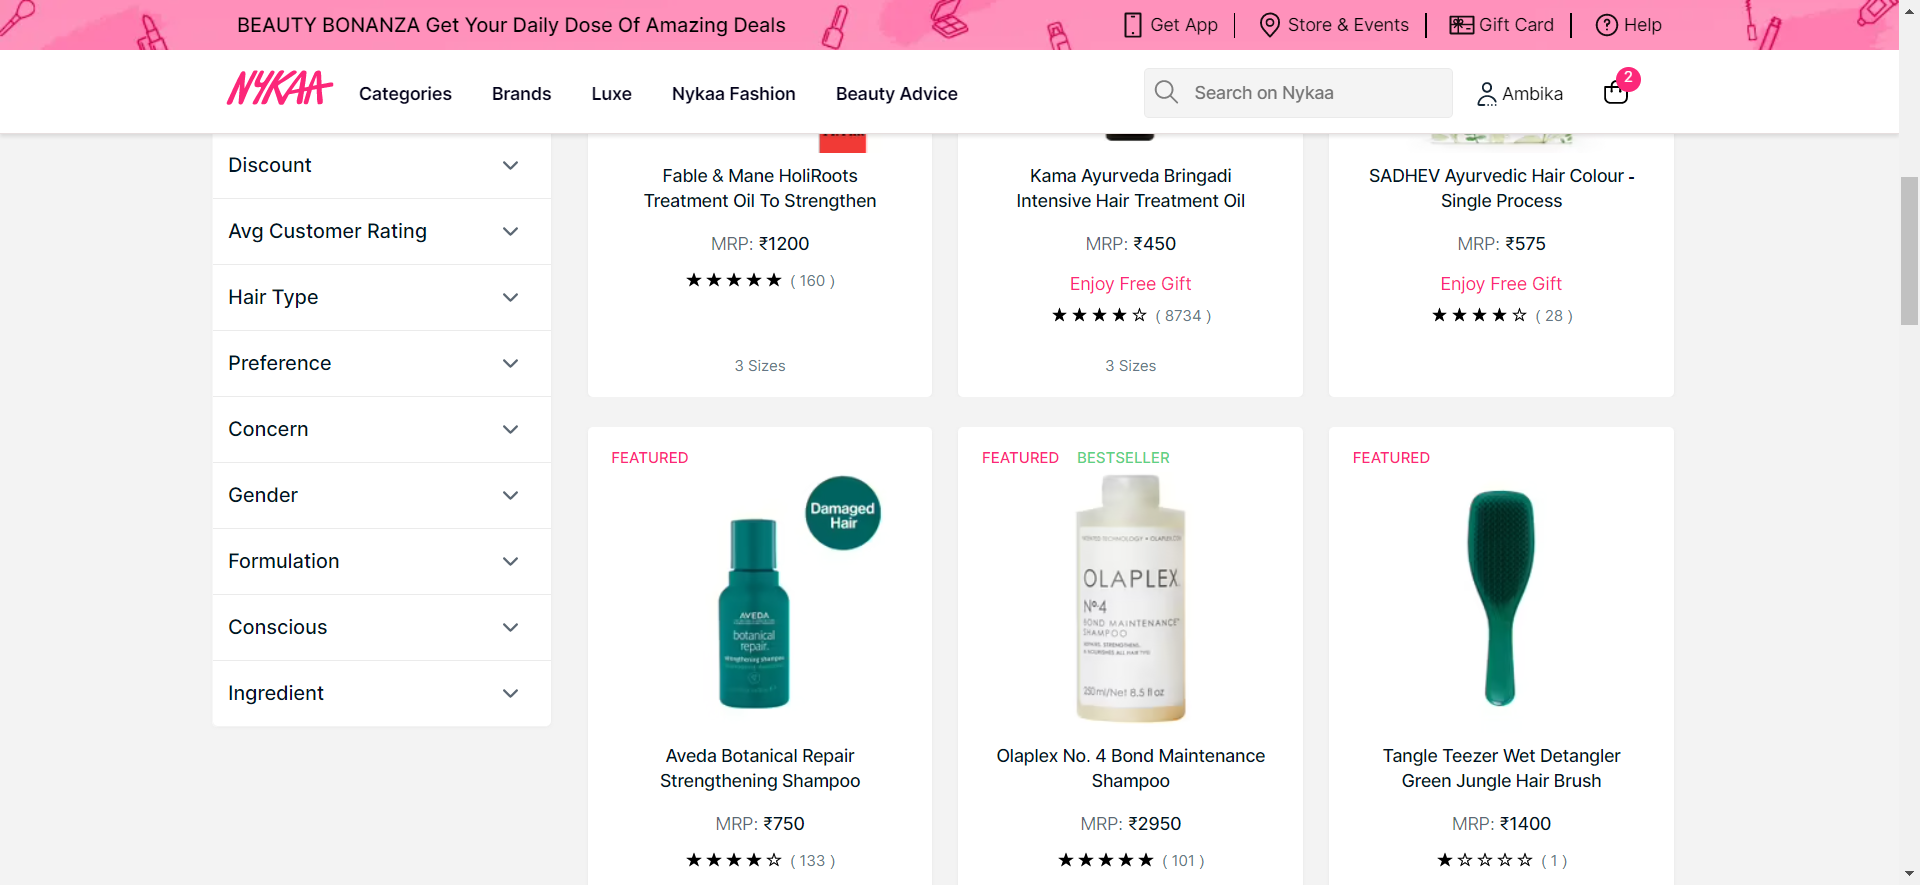 BEAUTY BONANZA Get Your Daily Dose Of Amazing Deals
Get App
Store & Events
Gift Card
Help
NYKAA
Categories
Brands
Luxe
Nykaa Fashion
Beauty Advice
Search on Nykaa
Ambika
2
Discount
Avg Customer Rating
Hair Type
Preference
Concern
Gender
Formulation
Conscious
Ingredient
Fable & Mane HoliRoots
Treatment Oil To Strengthen
MRP: ₹1200
( 160 )
3 Sizes
Kama Ayurveda Bringadi
Intensive Hair Treatment Oil
MRP: ₹450
Enjoy Free Gift
( 8734 )
3 Sizes
SADHEV Ayurvedic Hair Colour -
Single Process
MRP: ₹575
Enjoy Free Gift
( 28 )
FEATURED
Damaged
Hair
AVEDA
botanical
repair.
strengthening shampoo
Aveda Botanical Repair
Strengthening Shampoo
MRP: ₹750
( 133 )
FEATURED BESTSELLER
OLAPLEX
Nº4
BOND MAINTENANCE
SHAMPOO
REPAIRS, STRENGTHENS,
& NOURISHES ALL HAIR TYPES
250ml/Net 8.5 fl oz
Olaplex No. 4 Bond Maintenance
Shampoo
MRP: ₹2950
( 101 )
FEATURED
Tangle Teezer Wet Detangler
Green Jungle Hair Brush
MRP: ₹1400
( 1 )